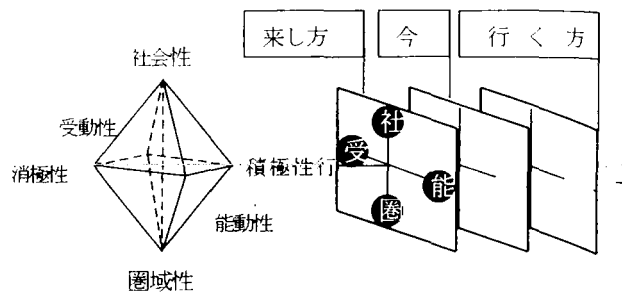 来し方
今
行く方
社会性
受動性
消極性
積極性行
能動性
圏域性
社
受
能
圏